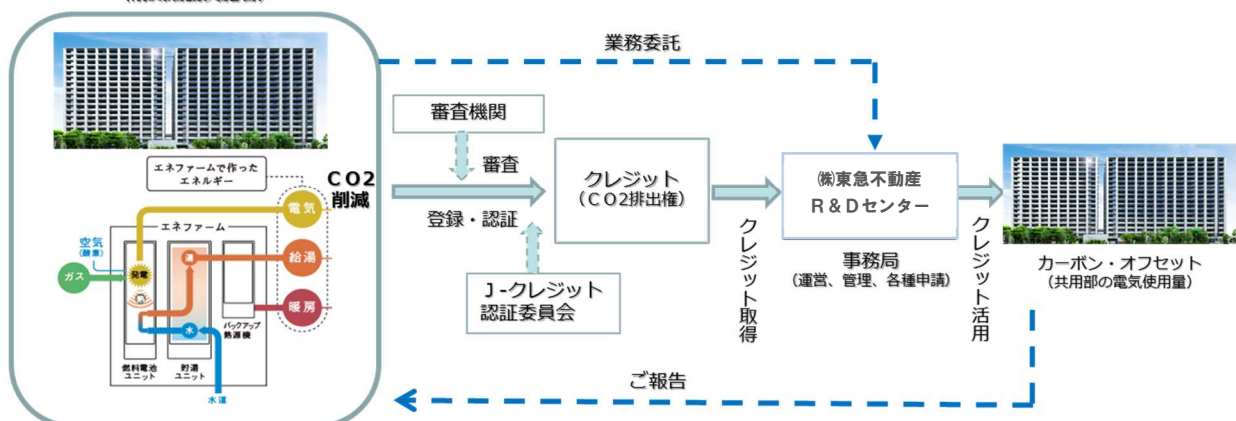 業務委託
審査機関
審査
エネファームで作った
エネルギー
CO2
削減
電気
給湯
暖房
エネファーム
空気
(酸素)
ガス
発電
湯
水
バックアップ
熱源機
燃料電池
ユニット
貯湯
ユニット
水道
登録・認証
J-クレジット
認証委員会
クレジット
(CO2排出権)
クレジット取得
㈱東急不動産
R&Dセンター
事務局
(運営、管理、各種申請)
クレジット活用
カーボン・オフセット
(共用部の電気使用量)
ご報告